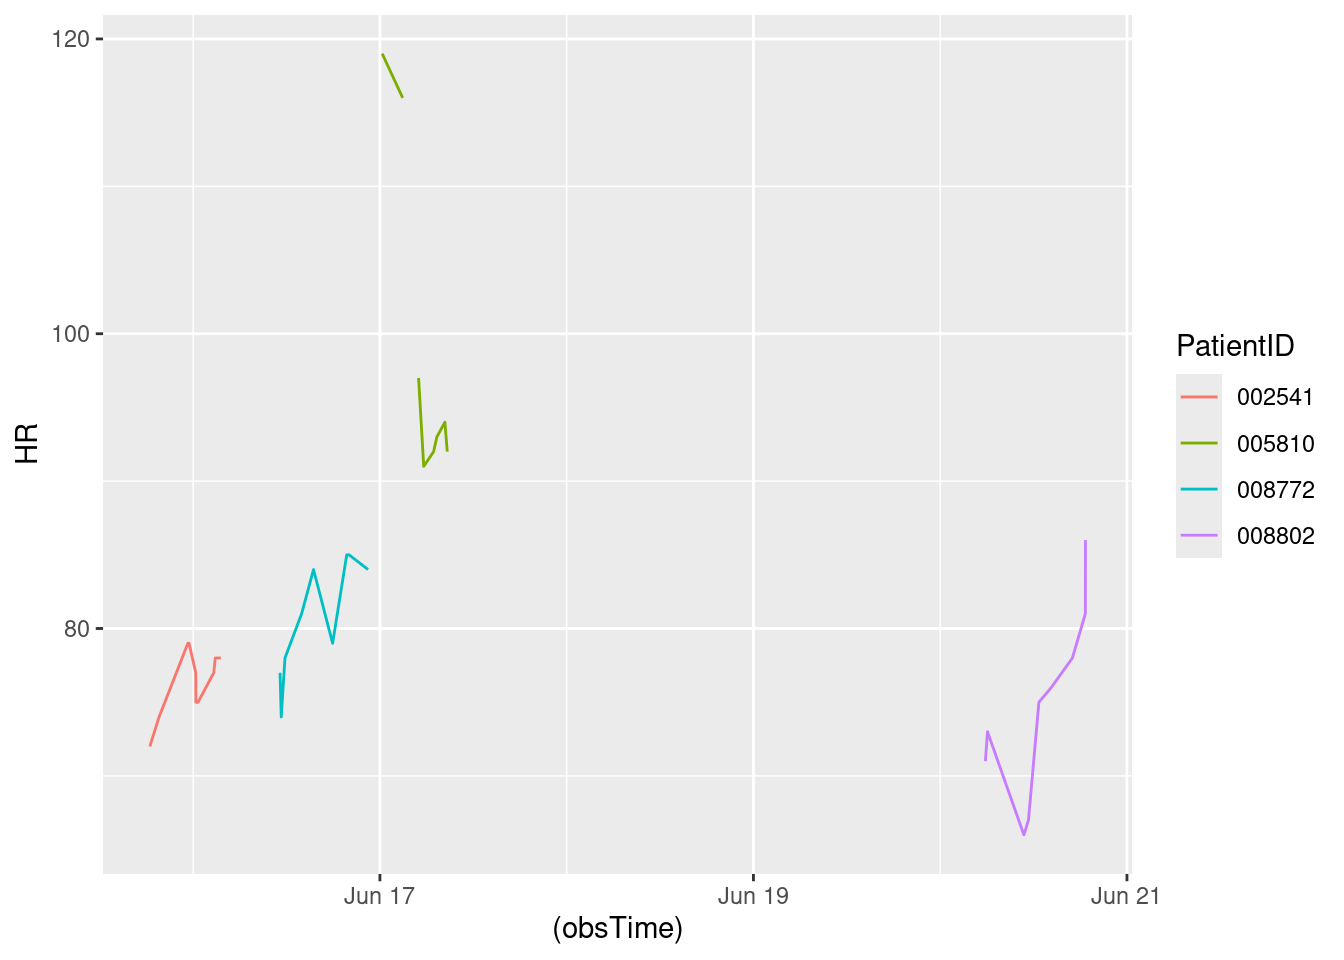 120
100
80
HR
Jun 17
Jun 19
Jun 21
(obsTime)
PatientID
002541
005810
008772
008802